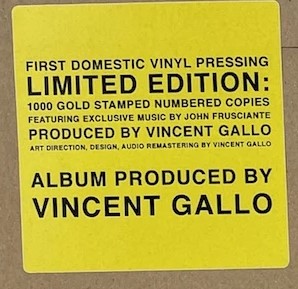 FIRST DOMESTIC VINYL PRESSING
LIMITED EDITION:
1000 GOLD STAMPED NUMBERED COPIES
FEATURING EXCLUSIVE MUSIC BY JOHN FRUSCIANTE
PRODUCED BY VINCENT GALLO
ART DIRECTION, DESIGN, AUDIO REMASTERING BY VINCENT GALLO
ALBUM PRODUCED BY
VINCENT GALLO